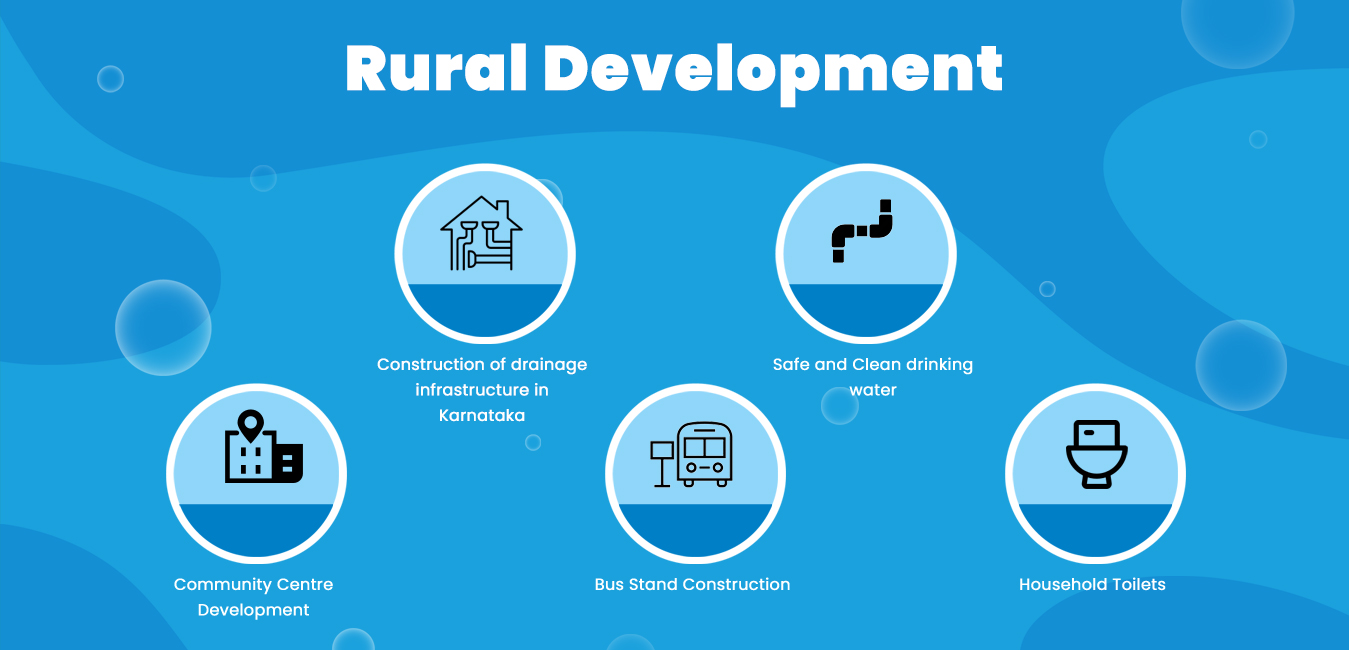 Rural Development
Construction of drainage
infrastructure in
Karnataka
Safe and Clean drinking
water
Community Centre
Development
Bus Stand Construction
Household Toilets